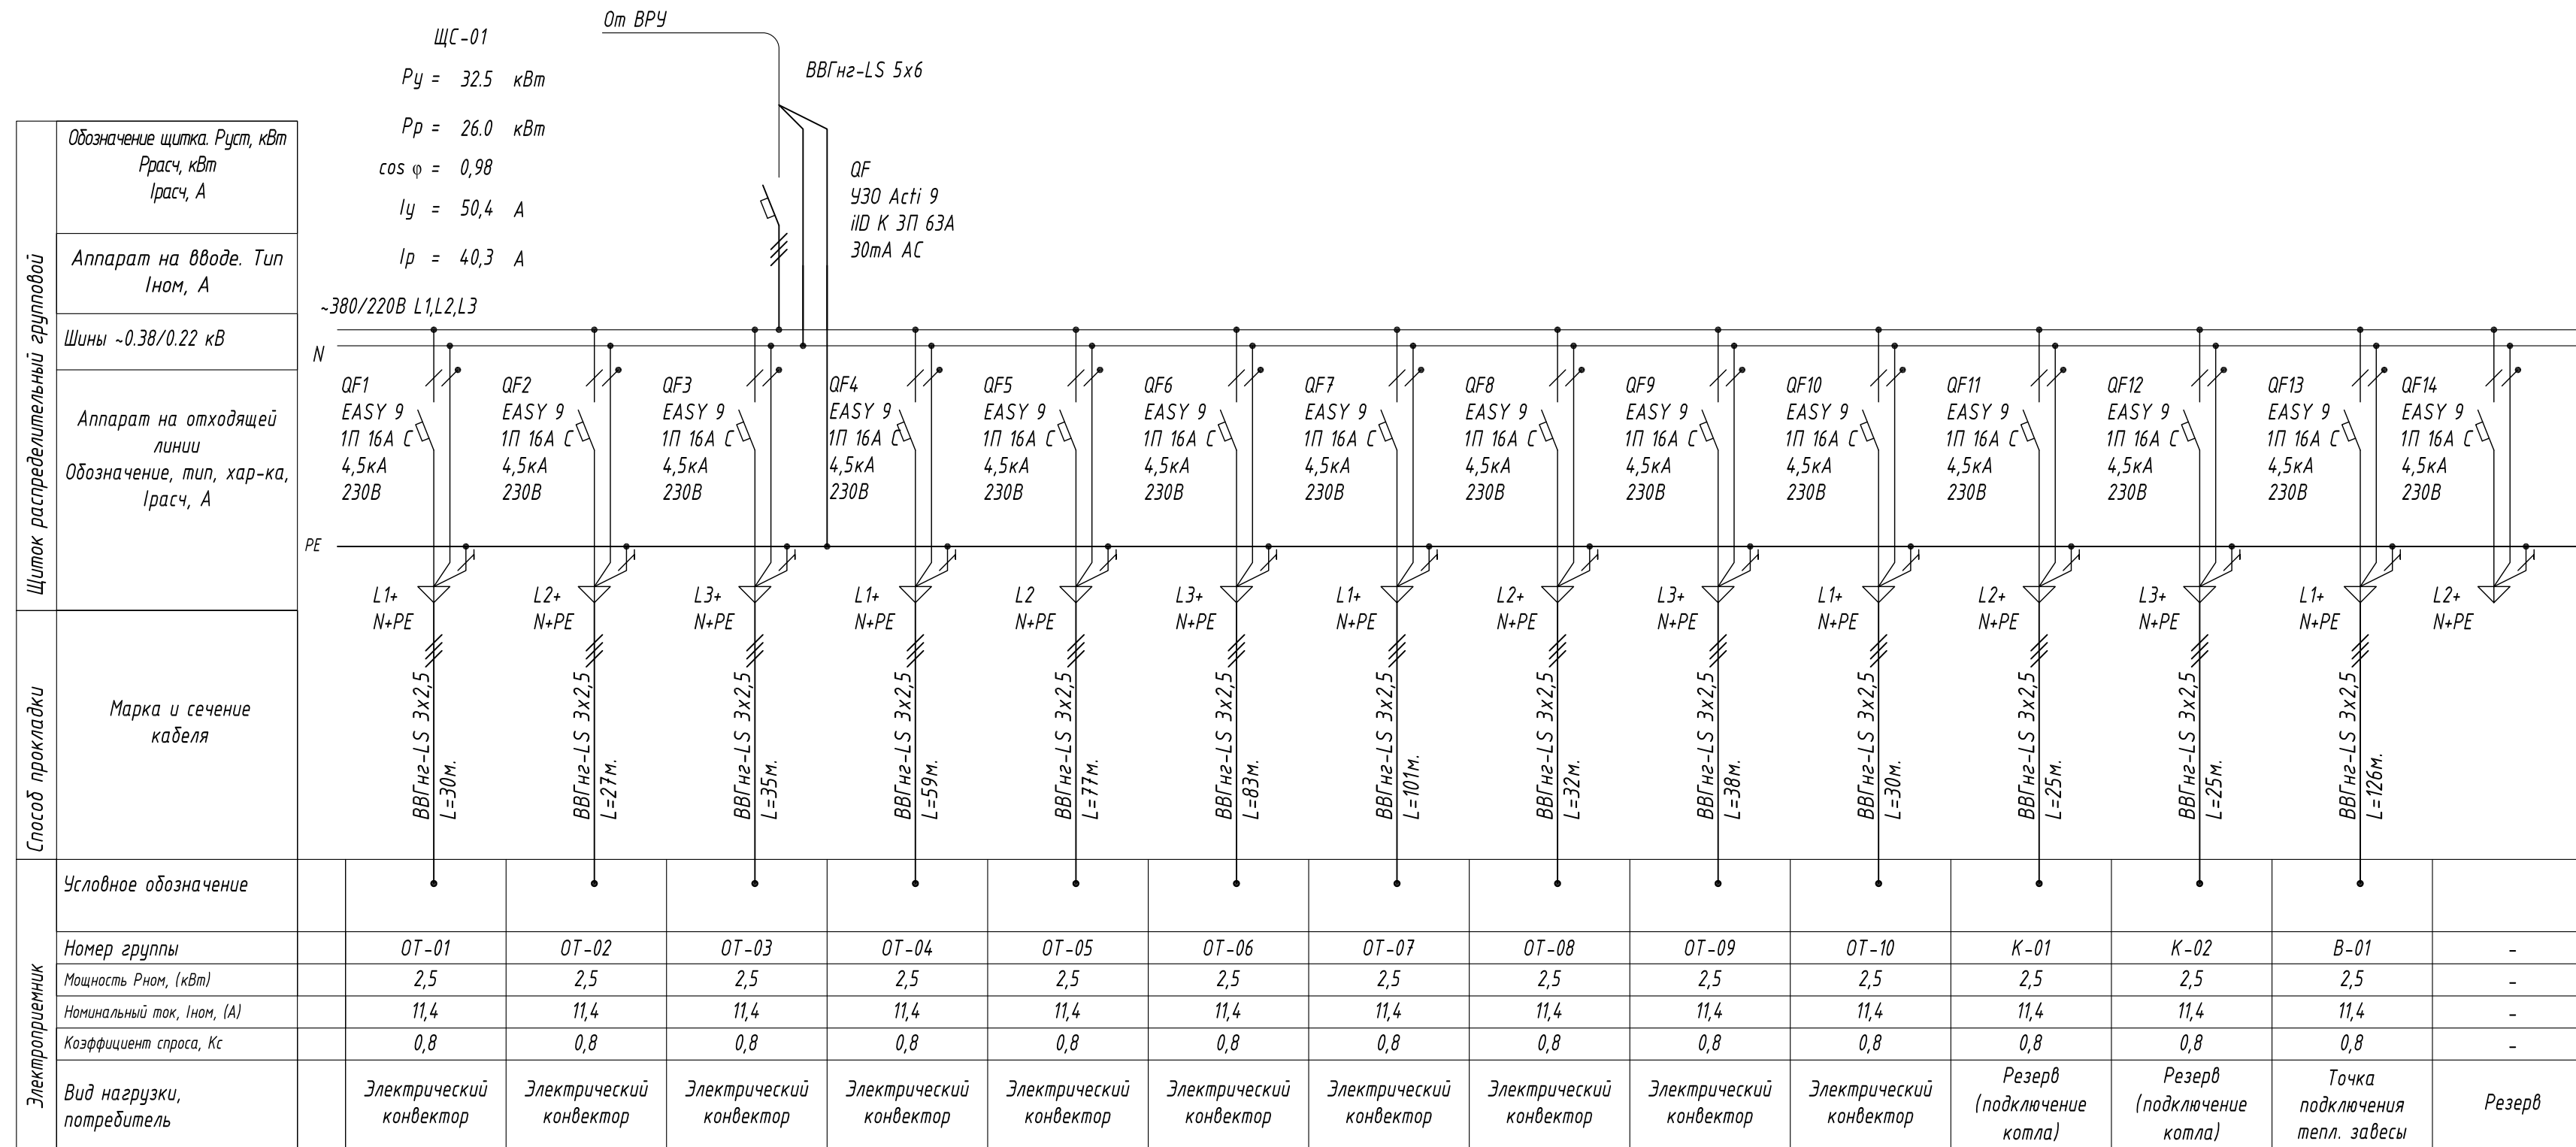 ЩС-01
Ру = 32.5 кВт
Рр = 26.0 кВт
cos φ = 0,98
Iу = 50,4 А
Iр = 40,3 А
От ВРУ
ВВГнг-LS 5х6
QF
УЗО Acti 9
iID K 3П 63А
30mA AC
Щиток распределительный групповой
Обозначение щитка. Руст, кВт
Ррасч, кВт
Iрасч, А
Аппарат на вводе. Тип
Iном, А
Шины ~0.38/0.22 кВ
Аппарат на отходящей
линии
Обозначение, тип, хар-ка,
Iрасч, А
~380/220В L1,L2,L3
N
PE
QF1
EASY 9
1П 16А С
4,5кА
230В
QF2
EASY 9
1П 16А С
4,5кА
230В
QF3
EASY 9
1П 16А С
4,5кА
230В
QF4
EASY 9
1П 16А С
4,5кА
230В
QF5
EASY 9
1П 16А С
4,5кА
230В
QF6
EASY 9
1П 16А С
4,5кА
230В
QF7
EASY 9
1П 16А С
4,5кА
230В
QF8
EASY 9
1П 16А С
4,5кА
230В
QF9
EASY 9
1П 16А С
4,5кА
230В
QF10
EASY 9
1П 16А С
4,5кА
230В
QF11
EASY 9
1П 16А С
4,5кА
230В
QF12
EASY 9
1П 16А С
4,5кА
230В
QF13
EASY 9
1П 16А С
4,5кА
230В
QF14
EASY 9
1П 16А С
4,5кА
230В
L1+
N+PE
L2+
N+PE
L3+
N+PE
L1+
N+PE
L2
N+PE
L3+
N+PE
L1+
N+PE
L2+
N+PE
L3+
N+PE
L1+
N+PE
L2+
N+PE
L3+
N+PE
L1+
N+PE
L2+
N+PE
Способ прокладки
Марка и сечение
кабеля
ВВГнг-LS 3х2,5
L=30м.
ВВГнг-LS 3х2,5
L=27м.
ВВГнг-LS 3х2,5
L=35м.
ВВГнг-LS 3х2,5
L=59м.
ВВГнг-LS 3х2,5
L=77м.
ВВГнг-LS 3х2,5
L=83м.
ВВГнг-LS 3х2,5
L=101м.
ВВГнг-LS 3х2,5
L=32м.
ВВГнг-LS 3х2,5
L=38м.
ВВГнг-LS 3х2,5
L=30м.
ВВГнг-LS 3х2,5
L=25м.
ВВГнг-LS 3х2,5
L=25м.
ВВГнг-LS 3х2,5
L=126м.
Электроприемник
Условное обозначение
Номер группы ОТ-01 ОТ-02 ОТ-03 ОТ-04 ОТ-05 ОТ-06 ОТ-07 ОТ-08 ОТ-09 ОТ-10 К-01 К-02 В-01 -
Мощность Рном, (кВт) 2,5 2,5 2,5 2,5 2,5 2,5 2,5 2,5 2,5 2,5 2,5 2,5 2,5 -
Номинальный ток, Iном, (А) 11,4 11,4 11,4 11,4 11,4 11,4 11,4 11,4 11,4 11,4 11,4 11,4 11,4 -
Коэффициент спроса, Кс 0,8 0,8 0,8 0,8 0,8 0,8 0,8 0,8 0,8 0,8 0,8 0,8 0,8 -
Вид нагрузки,
потребитель
Электрический
конвектор
Электрический
конвектор
Электрический
конвектор
Электрический
конвектор
Электрический
конвектор
Электрический
конвектор
Электрический
конвектор
Электрический
конвектор
Электрический
конвектор
Электрический
конвектор
Резерв
(подключение
котла)
Резерв
(подключение
котла)
Точка
подключения
тепл. завесы
Резерв